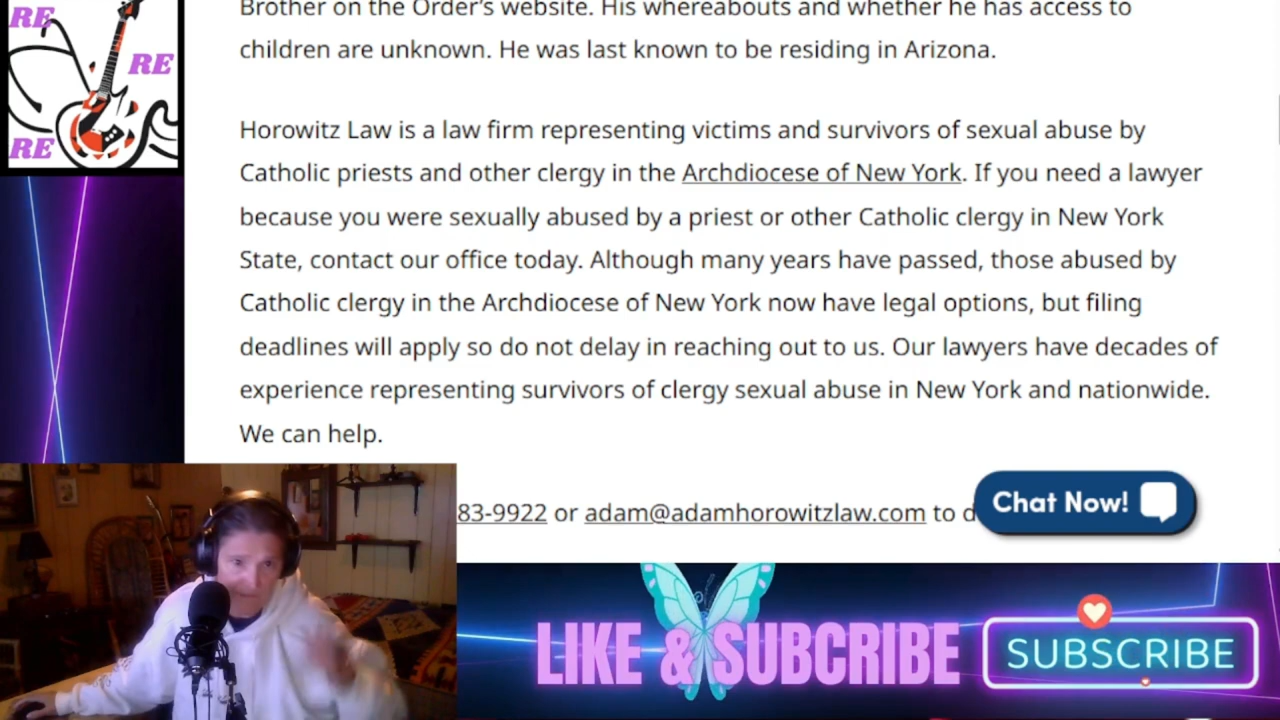 RE
RE
RE
Brother on the Order's website. His whereabouts and whether he has access to
children are unknown. He was last known to be residing in Arizona.
Horowitz Law is a law firm representing victims and survivors of sexual abuse by
Catholic priests and other clergy in the Archdiocese of New York. If you need a lawyer
because you were sexually abused by a priest or other Catholic clergy in New York
State, contact our office today. Although many years have passed, those abused by
Catholic clergy in the Archdiocese of New York now have legal options, but filing
deadlines will apply so do not delay in reaching out to us. Our lawyers have decades of
experience representing survivors of clergy sexual abuse in New York and nationwide.
We can help.
83-9922 or adam@adamhorowitzlaw.com to d
Chat Now!
LIKE & SUBCRIBE
SUBSCRIBE